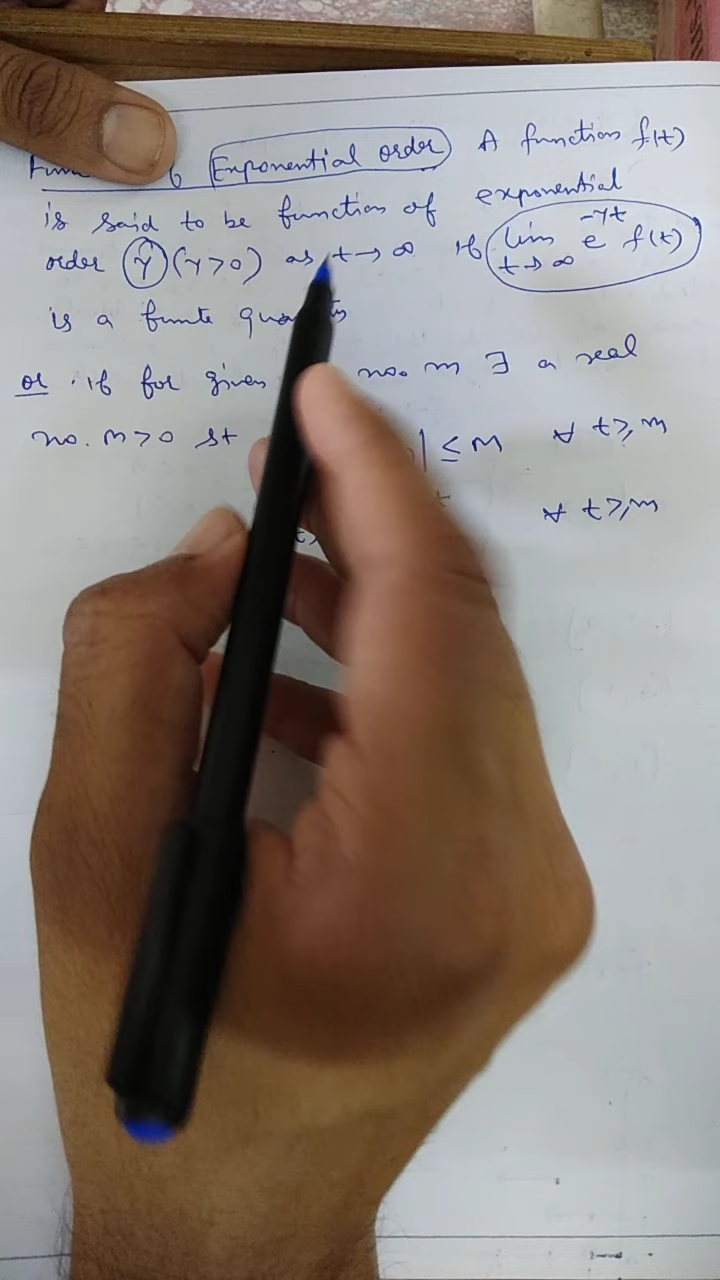 of Exponential order A function f(t)
is said to be function of exponential
order γ (γ>0) as t→∞ if lim t→∞ e^-γt f(t)
is a finite
or if for given no. m ∃ a real
no. M>0 st | ≤ M ∀ t≥m
∀ t≥m